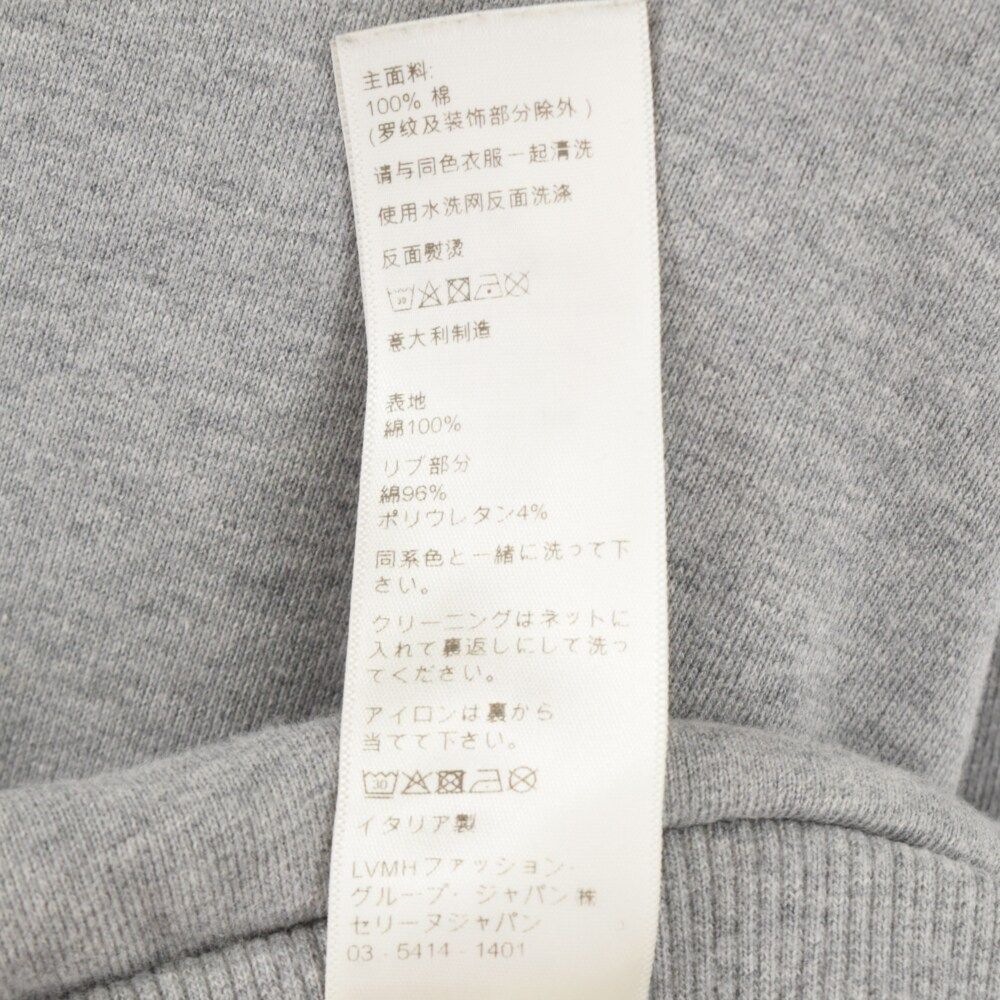 主面料:
100% 棉
(罗纹及装饰部分除外 )
请与同色衣服一起清洗
使用水洗网反面洗涤
反面熨烫
30
意大利制造
表地
綿100%
リブ部分
綿96%
ポリウレタン4%
同系色と一緒に洗って下
さい。
クリーニングはネットに
入れて裏返しにして洗っ
てください。
アイロンは裏から
当てて下さい。
30
イタリア製
LVMHファッション・
グループ・ジャパン㈱
セリーヌジャパン
03 - 5414 - 1401